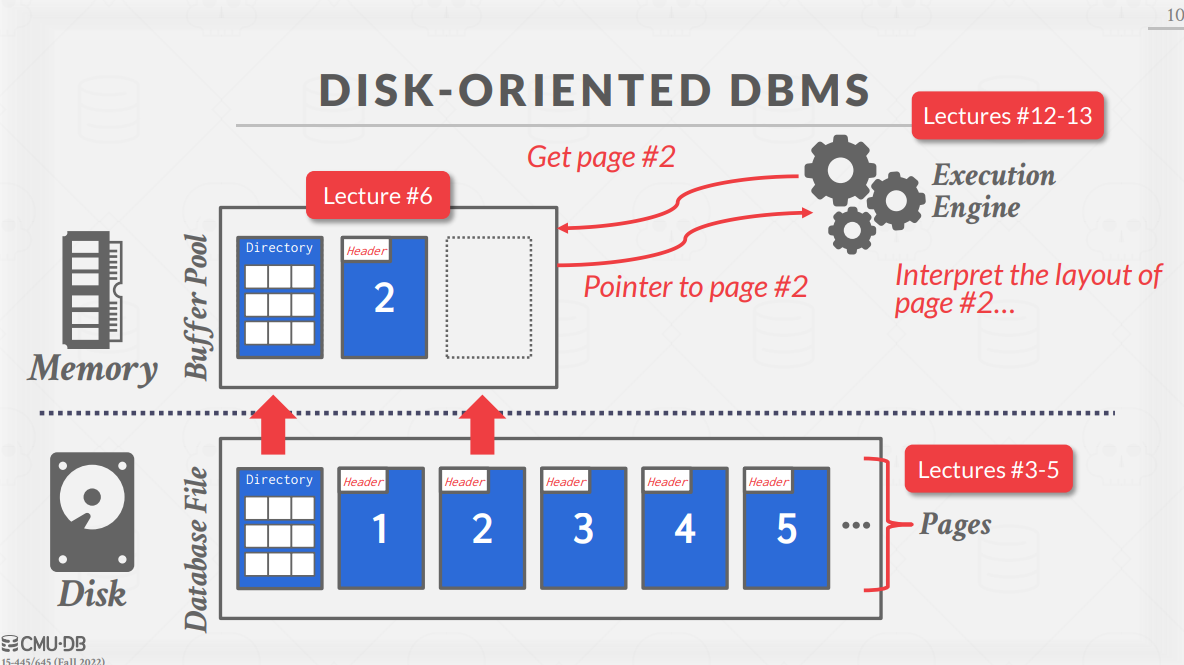 10
DISK-ORIENTED DBMS
Lectures #12-13
Get page #2
Execution
Engine
Lecture #6
Buffer Pool
Directory
Header
2
Pointer to page #2
Interpret the layout of
page #2...
Memory
Database File
Directory
Header
1
Header
2
Header
3
Header
4
Header
5
...
Lectures #3-5
Pages
Disk
CMU·DB
15-445/645 (Fall 2022)